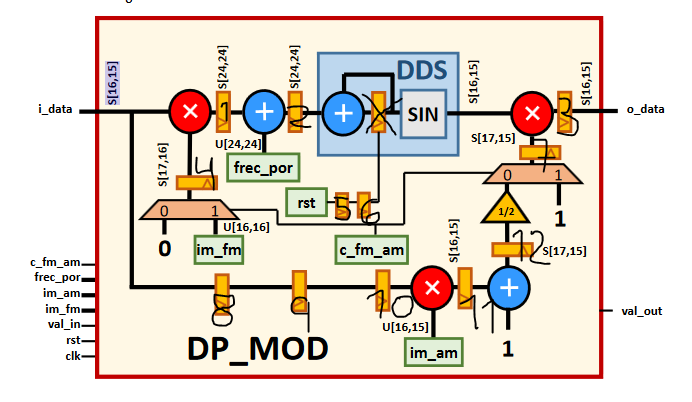 S[16,15]
S[24,24]
S[24,24]
DDS
S[16,15]
S[16,15]
i_data
×
1
+
2
+
SIN
×
3
o_data
U[24,24]
S[17,15]
S[17,16]
4
frec_por
7
0
1
rst
5
6
0
1
U[16,16]
1/2
1
0
im_fm
c_fm_am
S[16,15]
12
S[17,15]
c_fm_am
frec_por
im_am
im_fm
val_in
rst
clk
8
9
10
×
11
+
val_out
U[16,15]
DP_MOD
im_am
1